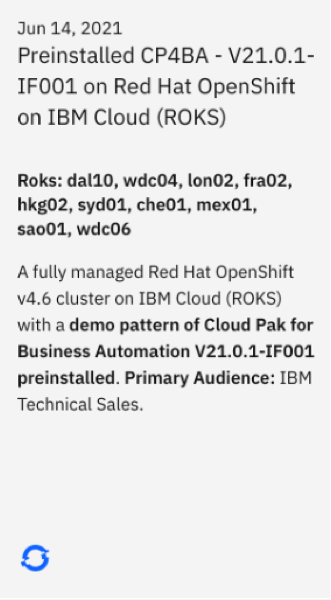 Jun 14, 2021
Preinstalled CP4BA - V21.0.1-
IF001 on Red Hat OpenShift
on IBM Cloud (ROKS)
Roks: dal10, wdc04, lon02, fra02,
hkg02, syd01, che01, mex01,
sao01, wdc06
A fully managed Red Hat OpenShift
v4.6 cluster on IBM Cloud (ROKS)
with a demo pattern of Cloud Pak for
Business Automation V21.0.1-IF001
preinstalled. Primary Audience: IBM
Technical Sales.